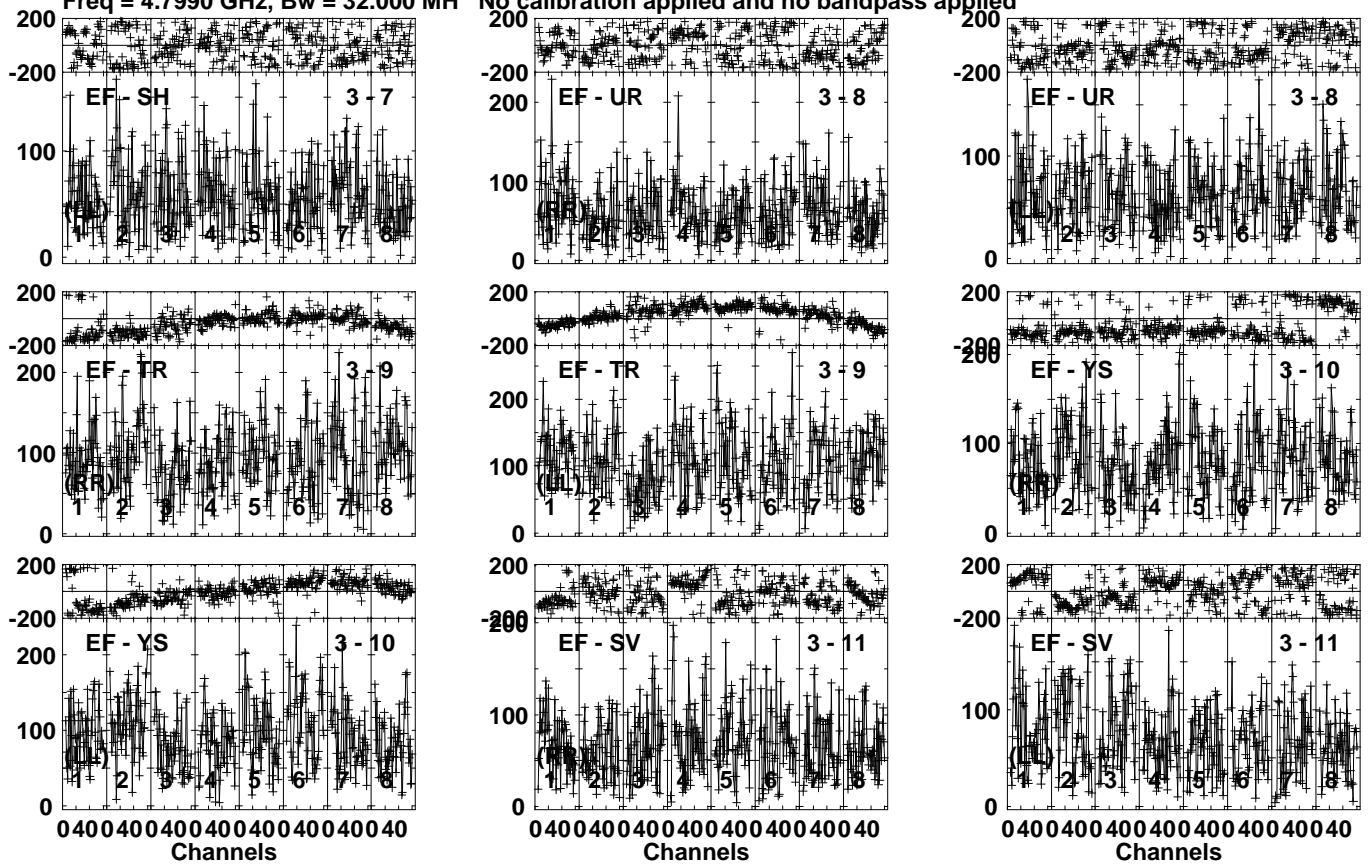 Freq = 4.7990 GHz, Bw = 32.000 MH No calibration applied and no bandpass applied
200 200 200
-200 -200 -200
EF - SH 3 - 7 EF - UR 3 - 8 EF - UR 3 - 8
200
100 100 100
(LL) (RR) (LL)
1 2 3 4 5 6 7 8 1 2 3 4 5 6 7 8 1 2 3 4 5 6 7 8
0 0 0
200 200 200
-200 -200 -200
EF - TR 3 - 9 EF - TR 3 - 9 EF - YS 3 - 10
200 200 200
100 100 100
(RR) (LL) (RR)
1 2 3 4 5 6 7 8 1 2 3 4 5 6 7 8 1 2 3 4 5 6 7 8
0 0 0
200 200 200
-200 -200 -200
EF - YS 3 - 10 EF - SV 3 - 11 EF - SV 3 - 11
200 200
100 100 100
(LL) (RR) (LL)
1 2 3 4 5 6 7 8 1 2 3 4 5 6 7 8 1 2 3 4 5 6 7 8
0 0 0
0 40 0 40 0 40 0 40 0 40 0 40 0 40 0 40 0 40 0 40 0 40 0 40 0 40 0 40 0 40 0 40 0 40 0 40 0 40 0 40 0 40 0 40 0 40 0 40
Channels Channels Channels